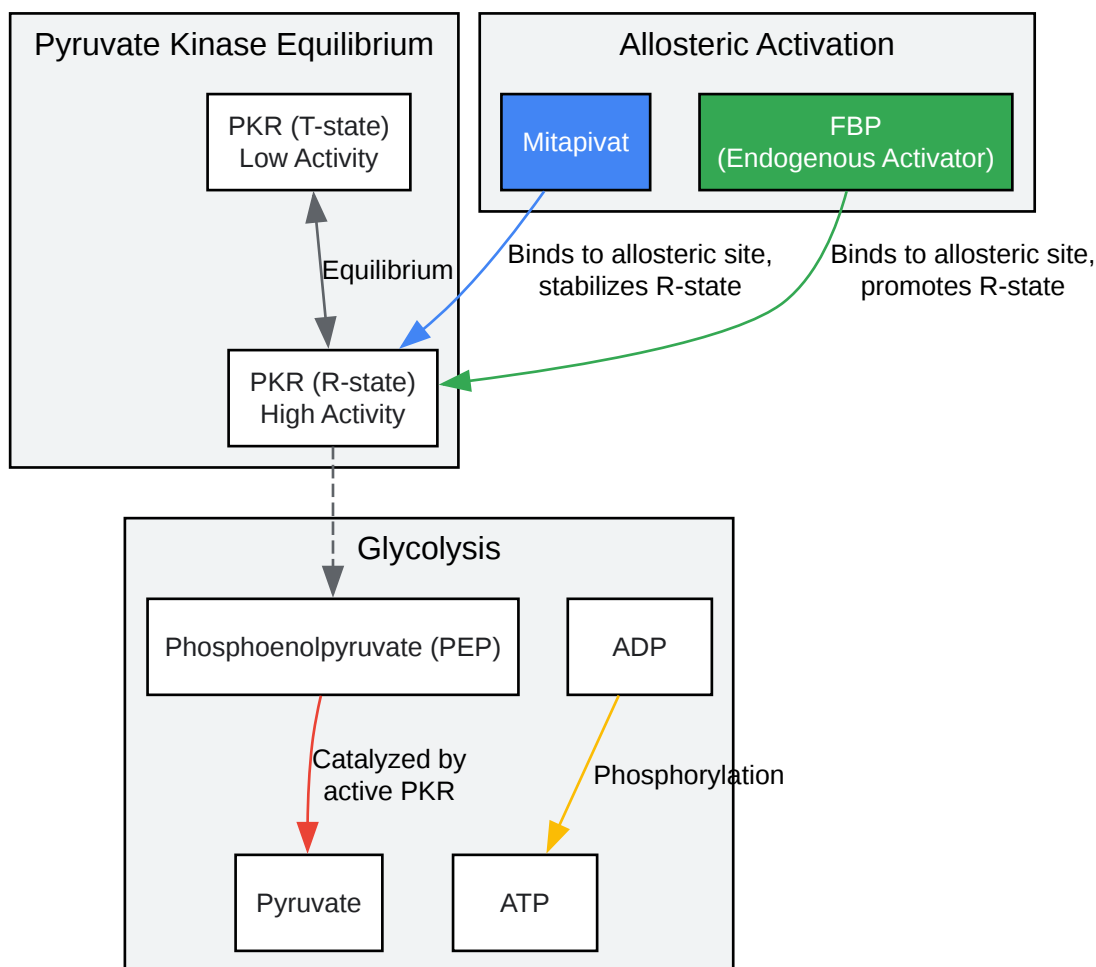 Pyruvate Kinase Equilibrium
Allosteric Activation
PKR (T-state)
Low Activity
Mitapivat
FBP
(Endogenous Activator)
Equilibrium
Binds to allosteric site,
stabilizes R-state
Binds to allosteric site,
promotes R-state
PKR (R-state)
High Activity
Glycolysis
Phosphoenolpyruvate (PEP)
ADP
Catalyzed by
active PKR
Phosphorylation
Pyruvate
ATP